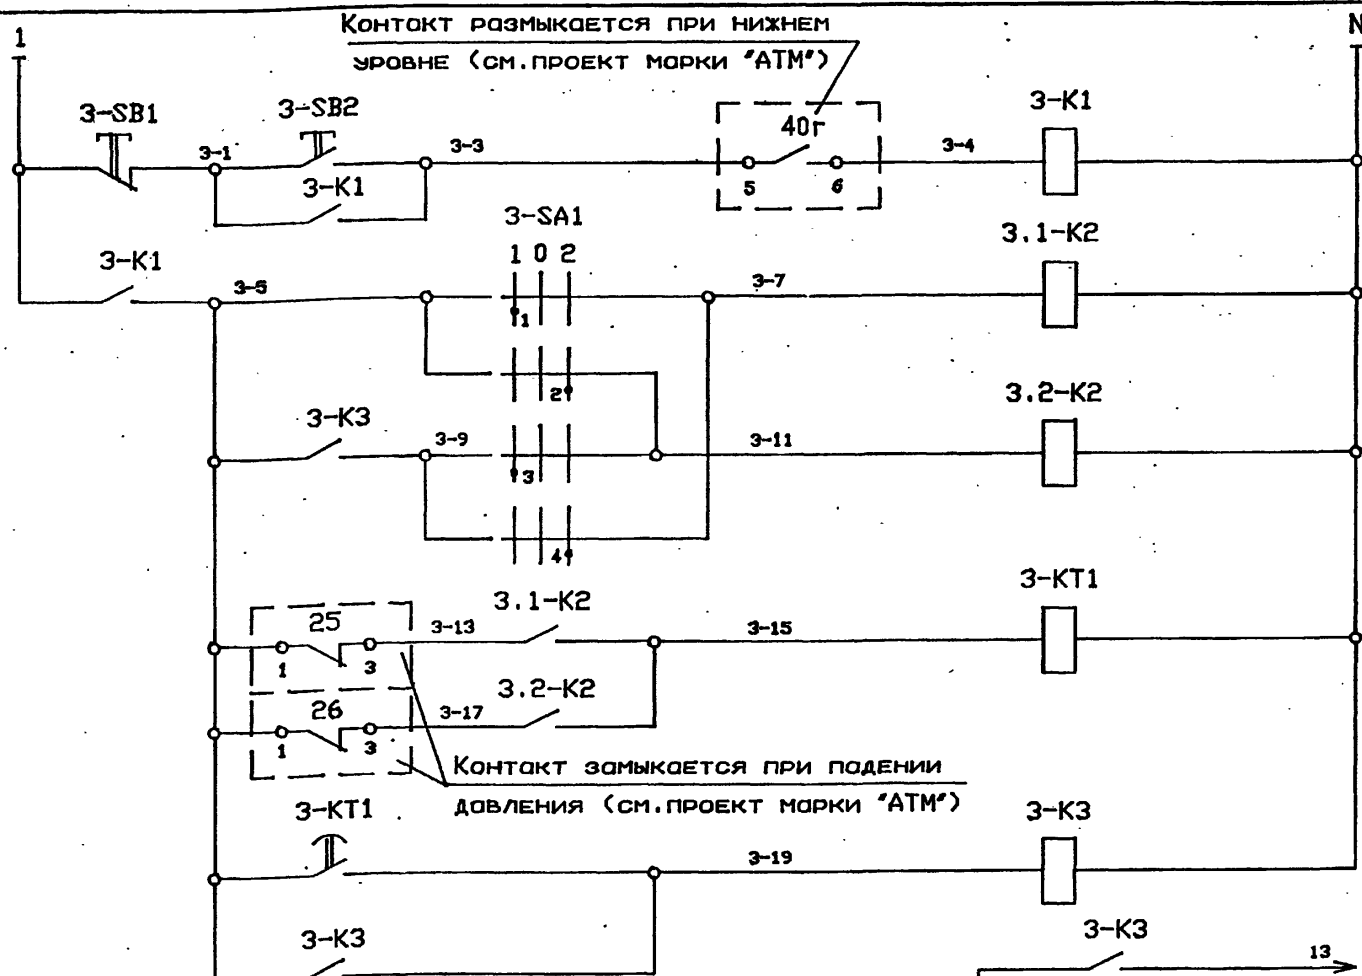 Контакт размыкается при нижнем
уровне (см.проект марки "АТМ")
1
N
3-SB1
3-SB2
40г
3-K1
3-1
3-3
5
6
3-4
3-K1
3-SA1
3-K1
1 0 2
3.1-K2
3-5
1
3-7
2
3.2-K2
3-K3
3-9
3
3-11
4
3-KT1
3.1-K2
25
3-13
3-15
1
3
3.2-K2
26
3-17
1
3
Контакт замыкается при падении
давления (см.проект марки "АТМ")
3-KT1
3-K3
3-19
3-K3
3-K3
13